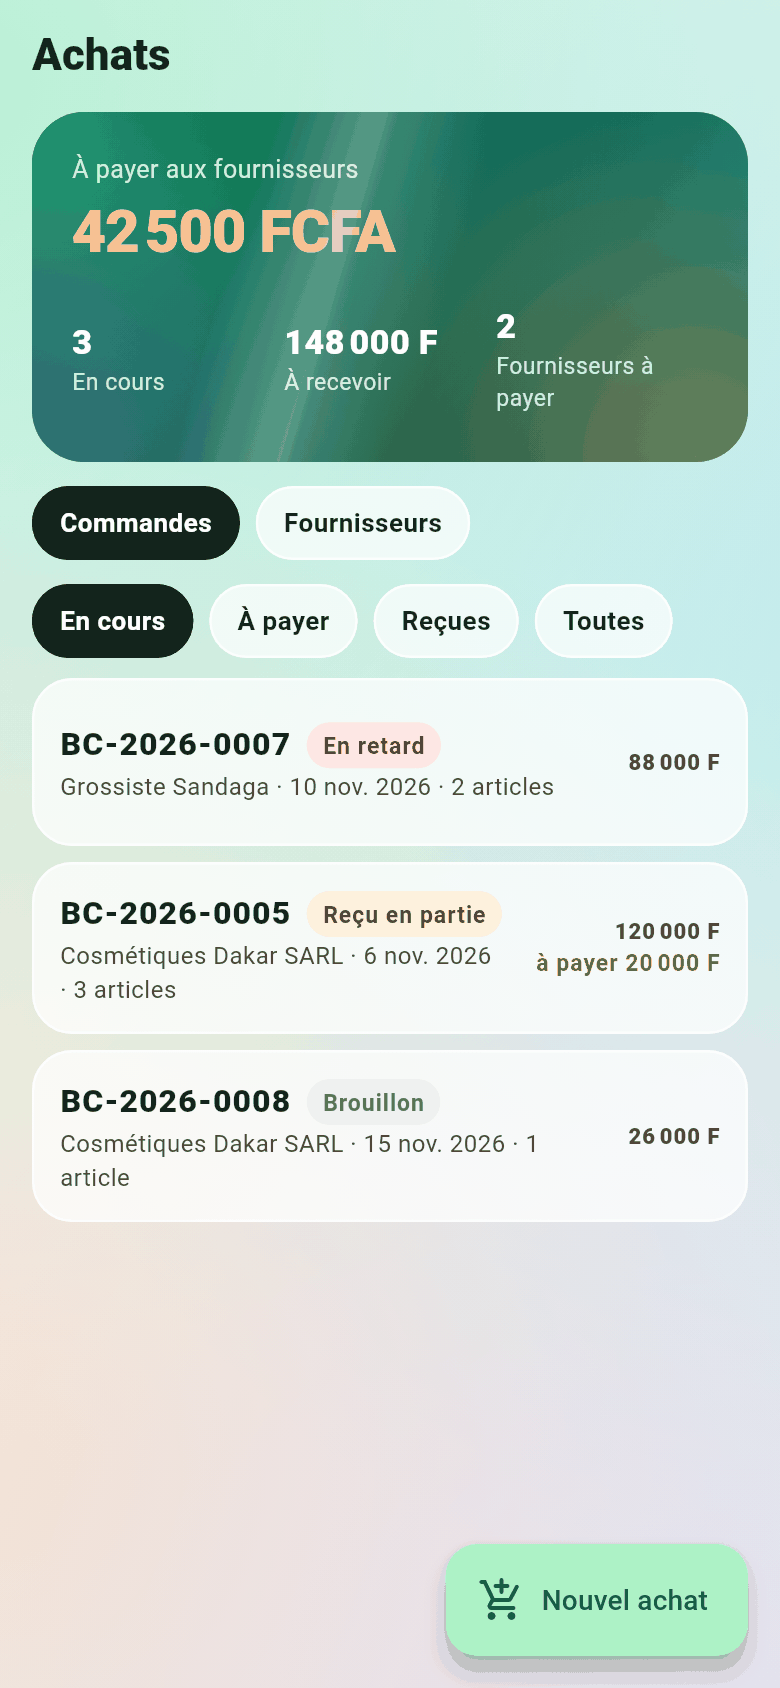 Achats
À payer aux fournisseurs
42 500 FCFA
3
En cours
148 000 F
À recevoir
2
Fournisseurs à
payer
Commandes
Fournisseurs
En cours
À payer
Reçues
Toutes
BC-2026-0007
En retard
Grossiste Sandaga · 10 nov. 2026 · 2 articles
88 000 F
BC-2026-0005
Reçu en partie
Cosmétiques Dakar SARL · 6 nov. 2026
· 3 articles
120 000 F
à payer 20 000 F
BC-2026-0008
Brouillon
Cosmétiques Dakar SARL · 15 nov. 2026 · 1
article
26 000 F
Nouvel achat